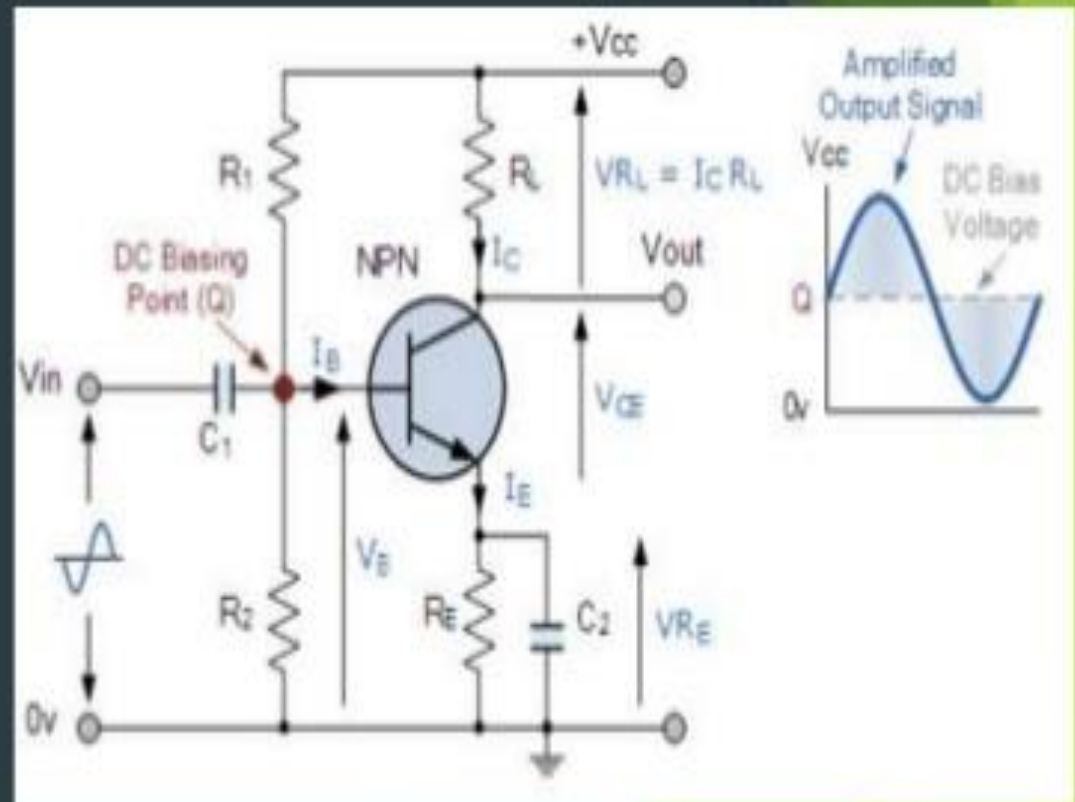 +Vcc
Amplified
Output Signal
Vcc
R1
RL
VRL = IC RL
DC Bias
Voltage
DC Biasing
Point (Q)
NPN
IC
Vout
Q
Vin
IB
C1
VCE
0v
IE
VB
R2
RE
C2
VRE
0v